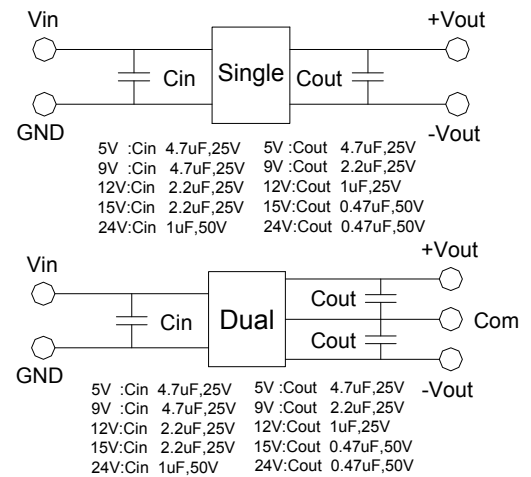 Vin +Vout
Cin Single Cout
GND -Vout
5V :Cin 4.7uF,25V 5V :Cout 4.7uF,25V
9V :Cin 4.7uF,25V 9V :Cout 2.2uF,25V
12V:Cin 2.2uF,25V 12V:Cout 1uF,25V
15V:Cin 2.2uF,25V 15V:Cout 0.47uF,50V
24V:Cin 1uF,50V 24V:Cout 0.47uF,50V
Vin +Vout
Cout
Cin Dual Com
Cout
GND -Vout
5V :Cin 4.7uF,25V 5V :Cout 4.7uF,25V
9V :Cin 4.7uF,25V 9V :Cout 2.2uF,25V
12V:Cin 2.2uF,25V 12V:Cout 1uF,25V
15V:Cin 2.2uF,25V 15V:Cout 0.47uF,50V
24V:Cin 1uF,50V 24V:Cout 0.47uF,50V